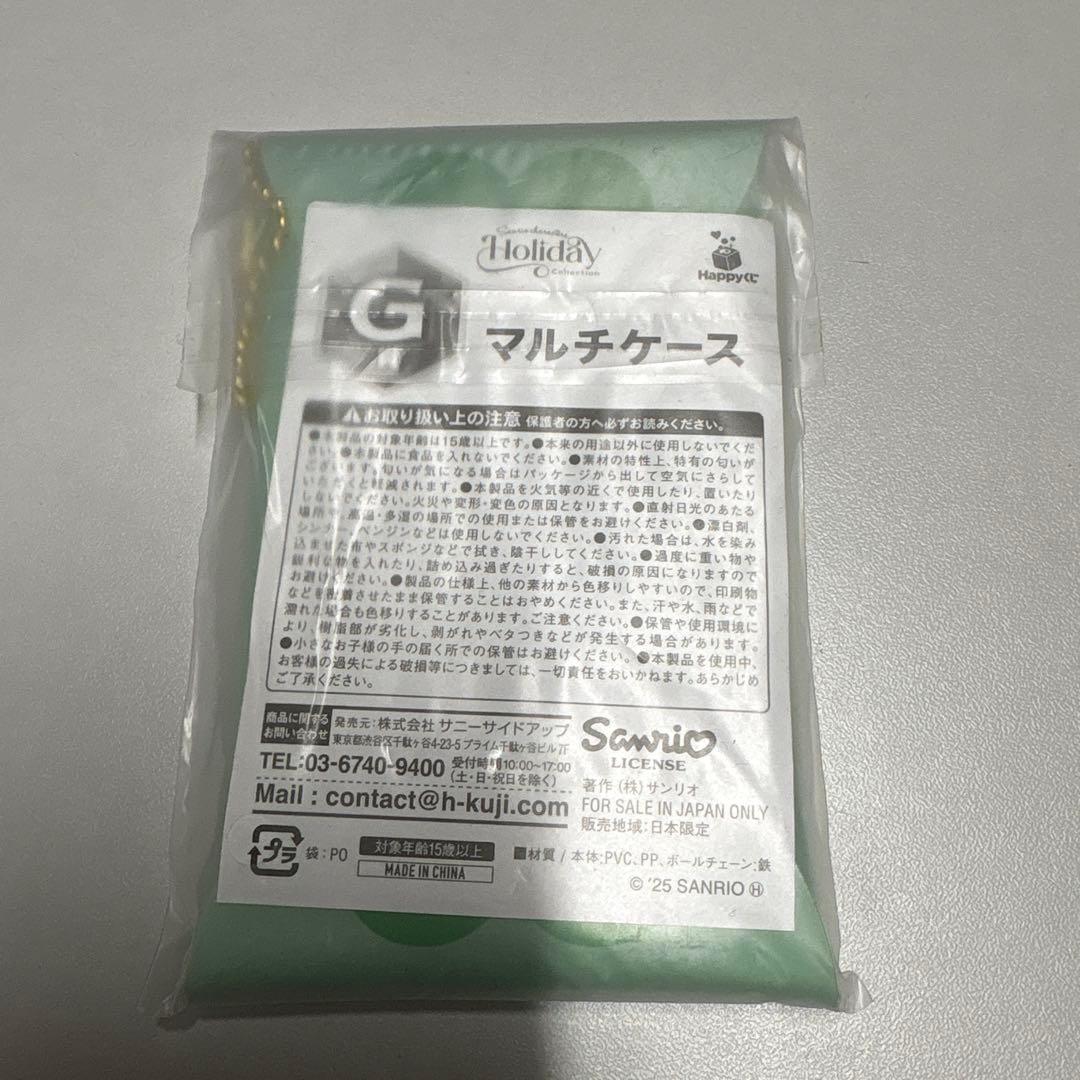 Sanrio characters
Holiday
Collection
Happyくじ
G
マルチケース
⚠お取り扱い上の注意 保護者の方へ必ずお読みください。
●本製品の対象年齢は15歳以上です。●本来の用途以外に使用しないでくだ
さい。●本製品に食品を入れないでください。●素材の特性上、特有の匂いが
ございます。匂いが気になる場合はパッケージから出して空気にさらして
いただくと軽減されます。●本製品を火気等の近くで使用したり、置いたり
しないでください。火災や変形・変色の原因となります。●直射日光のあたる
場所や、高温・多湿の場所での使用または保管をお避けください。●漂白剤、
シンナー、ベンジンなどは使用しないでください。●汚れた場合は、水を染み
込ませた布やスポンジなどで拭き、陰干ししてください。●過度に重い物や
鋭利な物を入れたり、詰め込み過ぎたりすると、破損の原因になりますので
お避けください。●製品の仕様上、他の素材から色移りしやすいので、印刷物
などを密着させたまま保管することはおやめください。また、汗や水、雨などで
濡れた場合も色移りすることがあります。ご注意ください。●保管や使用環境に
より、樹脂部が劣化し、剥がれやベタつきなどが発生する場合があります。
●小さなお子様の手の届く所での保管はお避けください。●本製品を使用中、
お客様の過失による破損等につきましては、一切責任をおいかねます。あらかじめ
ご了承ください。
商品に関する
お問い合わせ
発売元:株式会社 サニーサイドアップ
東京都渋谷区千駄ヶ谷4-23-5 プライム千駄ヶ谷ビル7F
TEL:03-6740-9400 受付時間10:00~17:00
(土・日・祝日を除く)
Mail : contact@h-kuji.com
Sanrio
LICENSE
著作 (株)サンリオ
FOR SALE IN JAPAN ONLY
販売地域:日本限定
プラ 袋:PO
対象年齢15歳以上
MADE IN CHINA
■材質 / 本体:PVC、PP、ボールチェーン:鉄
© '25 SANRIO Ⓗ